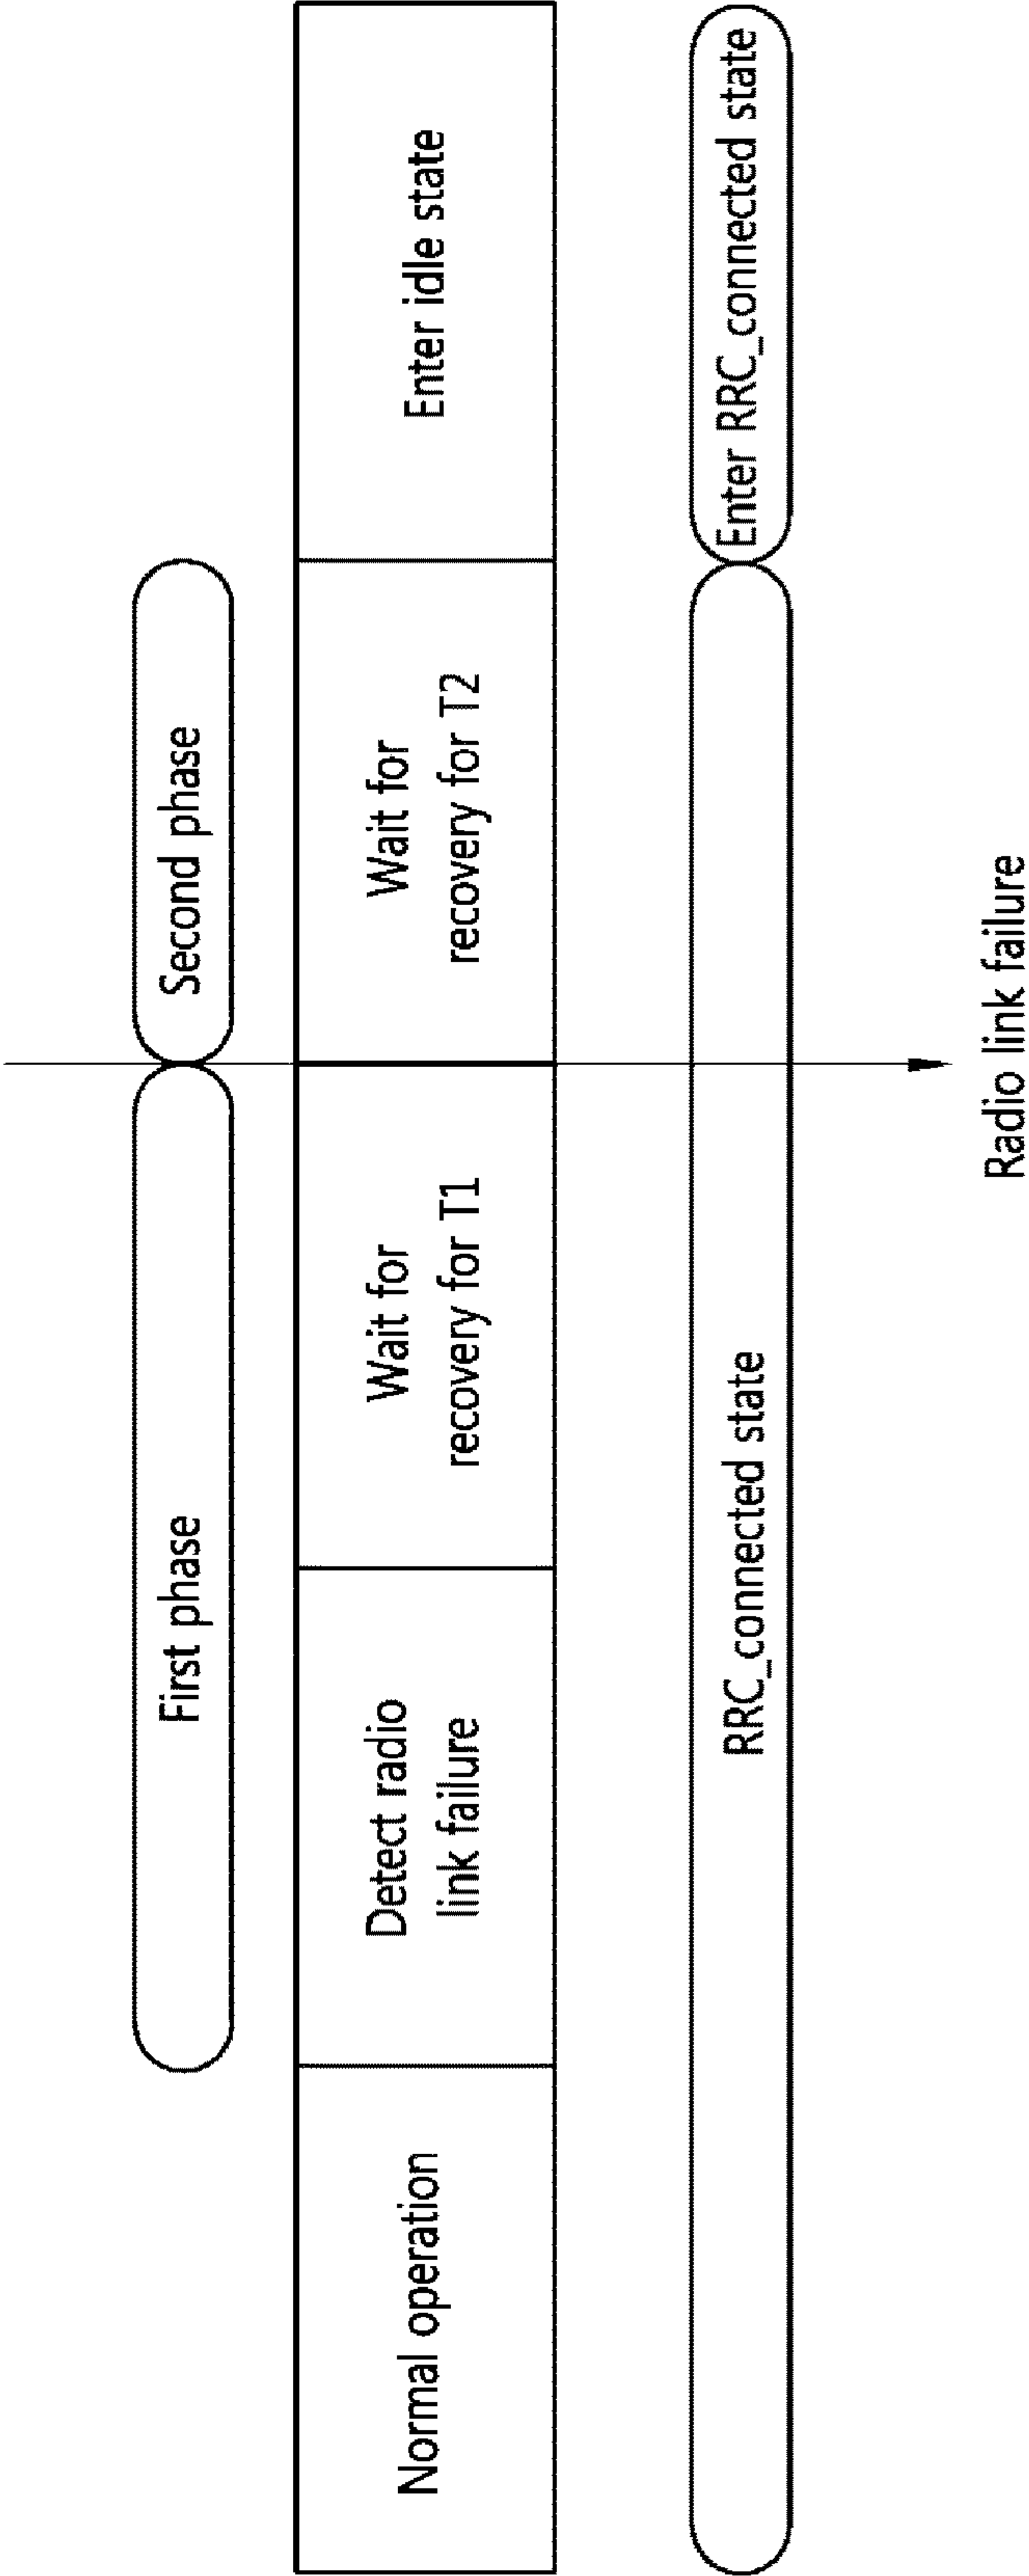 First phase
Second phase
Normal operation
Detect radio
link failure
Wait for
recovery for T1
Wait for
recovery for T2
Enter idle state
RRC_connected state
Enter RRC_connected state
Radio link failure